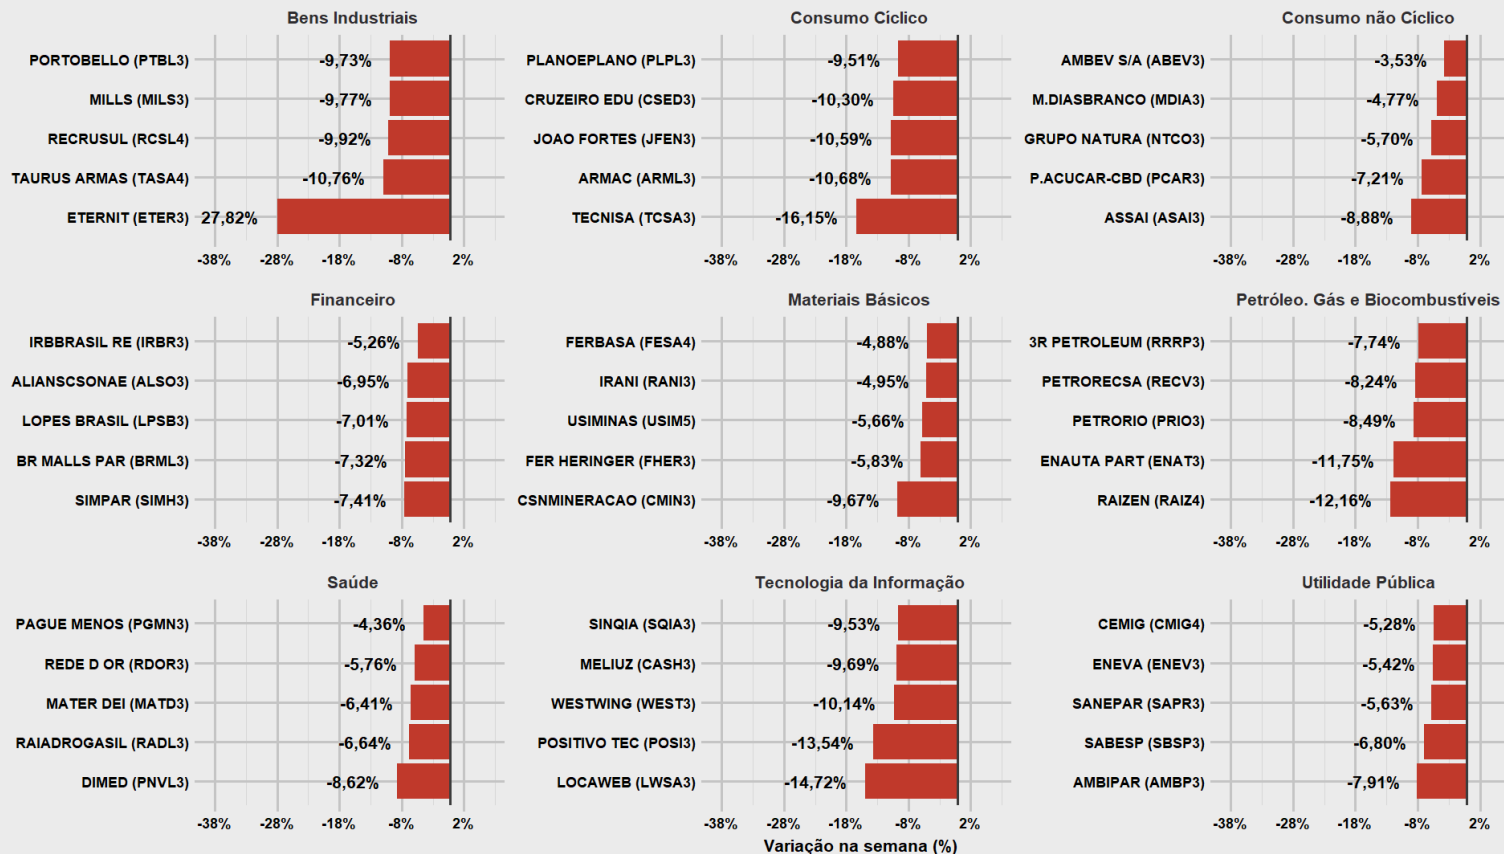 Bens Industriais
PORTOBELLO (PTBL3) -9,73%
MILLS (MILS3) -9,77%
RECRUSUL (RCSL4) -9,92%
TAURUS ARMAS (TASA4) -10,76%
ETERNIT (ETER3) 27,82%
-38% -28% -18% -8% 2%
Consumo Cíclico
PLANOEPLANO (PLPL3) -9,51%
CRUZEIRO EDU (CSED3) -10,30%
JOAO FORTES (JFEN3) -10,59%
ARMAC (ARML3) -10,68%
TECNISA (TCSA3) -16,15%
-38% -28% -18% -8% 2%
Consumo não Cíclico
AMBEV S/A (ABEV3) -3,53%
M.DIASBRANCO (MDIA3) -4,77%
GRUPO NATURA (NTCO3) -5,70%
P.ACUCAR-CBD (PCAR3) -7,21%
ASSAI (ASAI3) -8,88%
-38% -28% -18% -8% 2%
Financeiro
IRBBRASIL RE (IRBR3) -5,26%
ALIANSCSONAE (ALSO3) -6,95%
LOPES BRASIL (LPSB3) -7,01%
BR MALLS PAR (BRML3) -7,32%
SIMPAR (SIMH3) -7,41%
-38% -28% -18% -8% 2%
Materiais Básicos
FERBASA (FESA4) -4,88%
IRANI (RANI3) -4,95%
USIMINAS (USIM5) -5,66%
FER HERINGER (FHER3) -5,83%
CSNMINERACAO (CMIN3) -9,67%
-38% -28% -18% -8% 2%
Petróleo. Gás e Biocombustíveis
3R PETROLEUM (RRRP3) -7,74%
PETRORECSA (RECV3) -8,24%
PETRORIO (PRIO3) -8,49%
ENAUTA PART (ENAT3) -11,75%
RAIZEN (RAIZ4) -12,16%
-38% -28% -18% -8% 2%
Saúde
PAGUE MENOS (PGMN3) -4,36%
REDE D OR (RDOR3) -5,76%
MATER DEI (MATD3) -6,41%
RAIADROGASIL (RADL3) -6,64%
DIMED (PNVL3) -8,62%
-38% -28% -18% -8% 2%
Tecnologia da Informação
SINQIA (SQIA3) -9,53%
MELIUZ (CASH3) -9,69%
WESTWING (WEST3) -10,14%
POSITIVO TEC (POSI3) -13,54%
LOCAWEB (LWSA3) -14,72%
-38% -28% -18% -8% 2%
Utilidade Pública
CEMIG (CMIG4) -5,28%
ENEVA (ENEV3) -5,42%
SANEPAR (SAPR3) -5,63%
SABESP (SBSP3) -6,80%
AMBIPAR (AMBP3) -7,91%
-38% -28% -18% -8% 2%
Variação na semana (%)